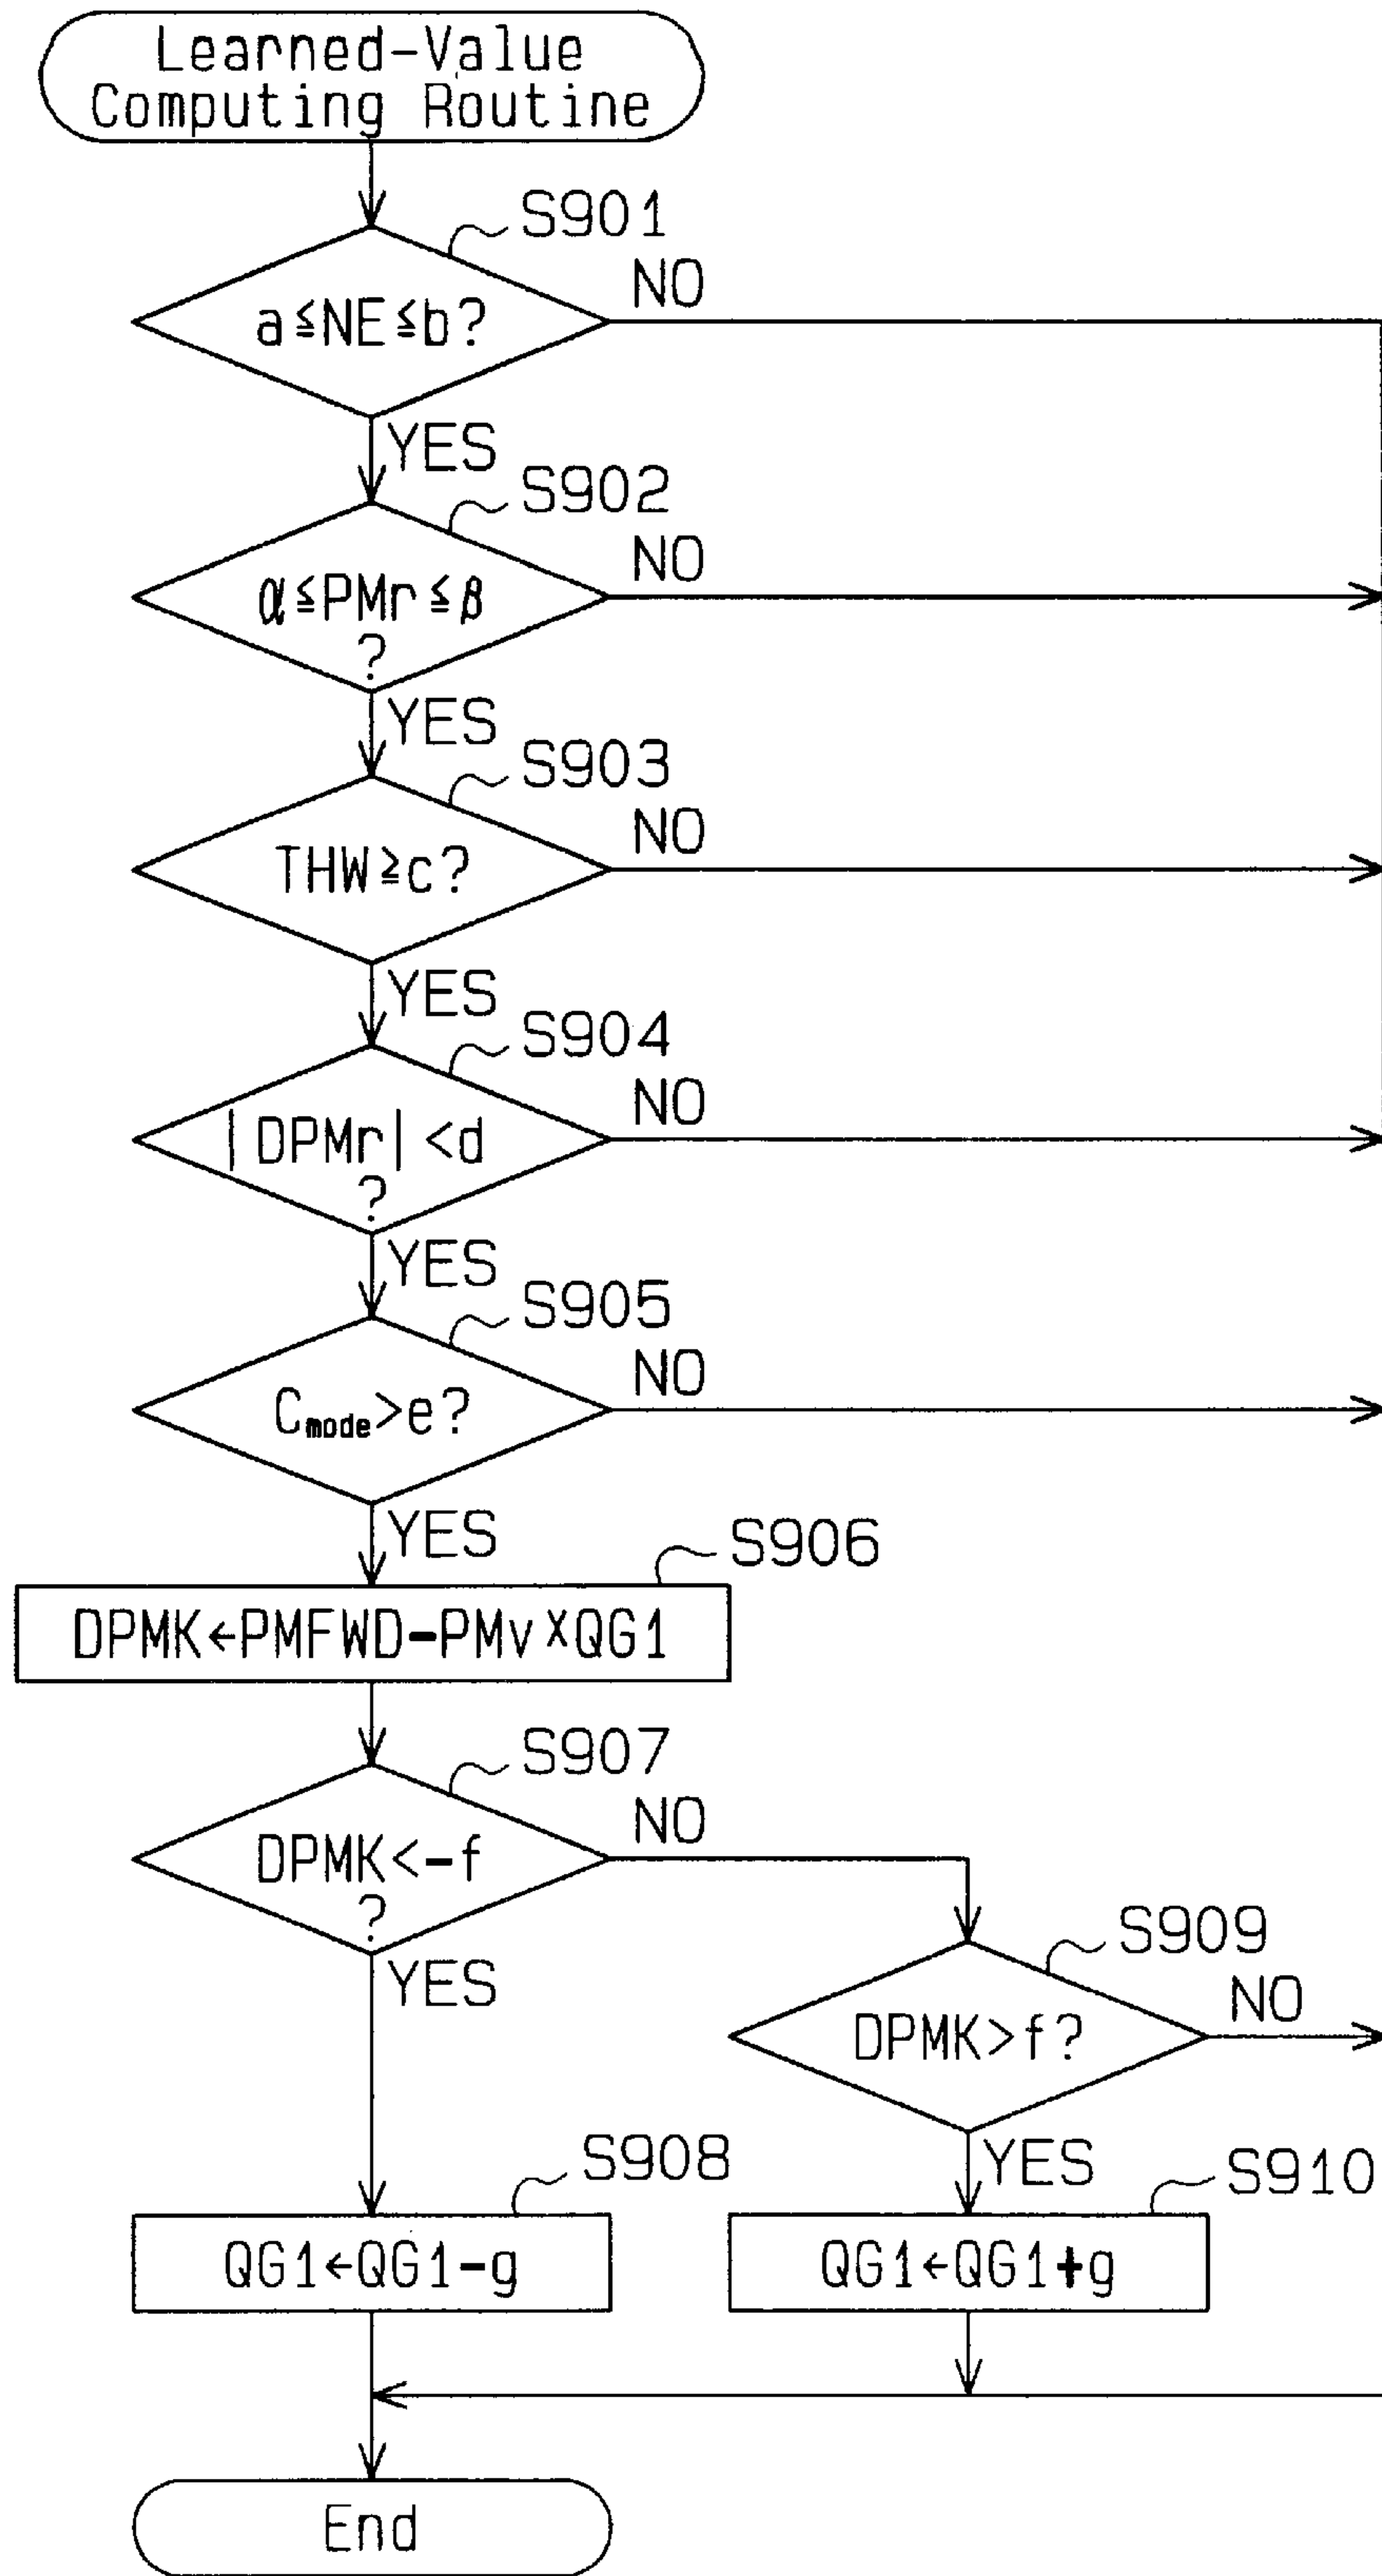 Learned-Value
Computing Routine
S901
a≦NE≦b?
NO
YES
S902
α≦PMr≦β
?
NO
YES
S903
THW≧c?
NO
YES
S904
|DPMr|<d
?
NO
YES
S905
Cmode>e?
NO
YES
S906
DPMK←PMFWD-PMv×QG1
S907
DPMK<-f
?
NO
YES
S909
DPMK>f?
NO
YES
S908
QG1←QG1-g
S910
QG1←QG1+g
End